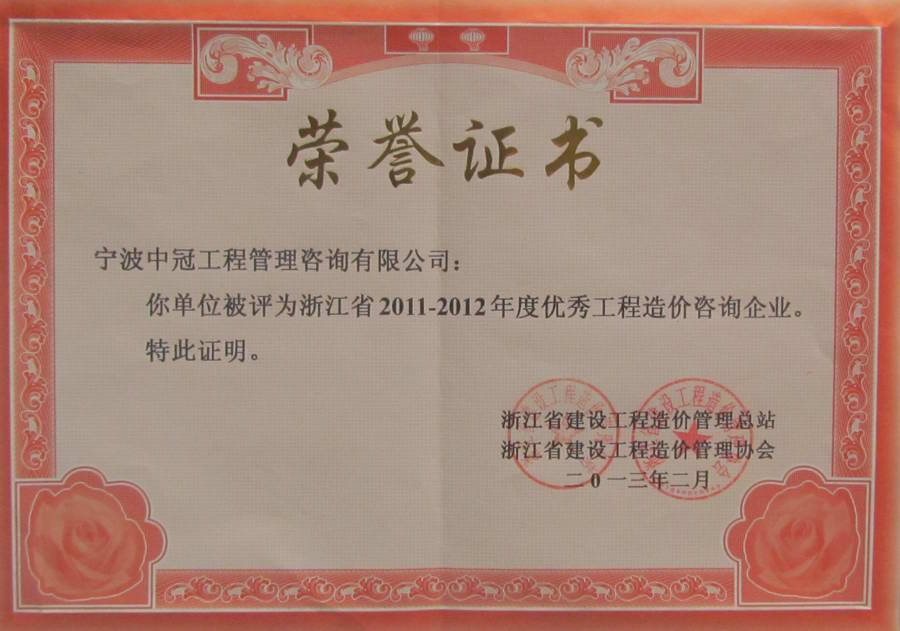 荣誉证书
宁波中冠工程管理咨询有限公司：
你单位被评为浙江省2011-2012年度优秀工程造价咨询企业。
特此证明。
浙江省建设工程造价管理总站
浙江省建设工程造价管理协会
二0一三年二月